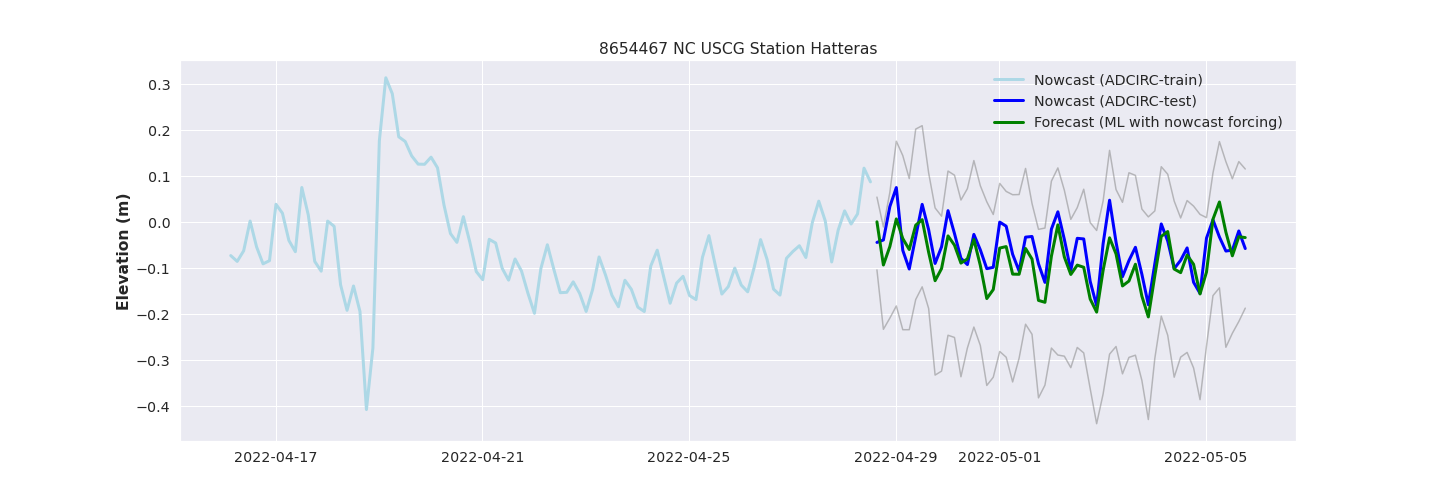 8654467 NC USCG Station Hatteras
Nowcast (ADCIRC-train)
Nowcast (ADCIRC-test)
Forecast (ML with nowcast forcing)
Elevation (m)
0.3
0.2
0.1
0.0
−0.1
−0.2
−0.3
−0.4
2022-04-17 2022-04-21 2022-04-25 2022-04-29 2022-05-01 2022-05-05